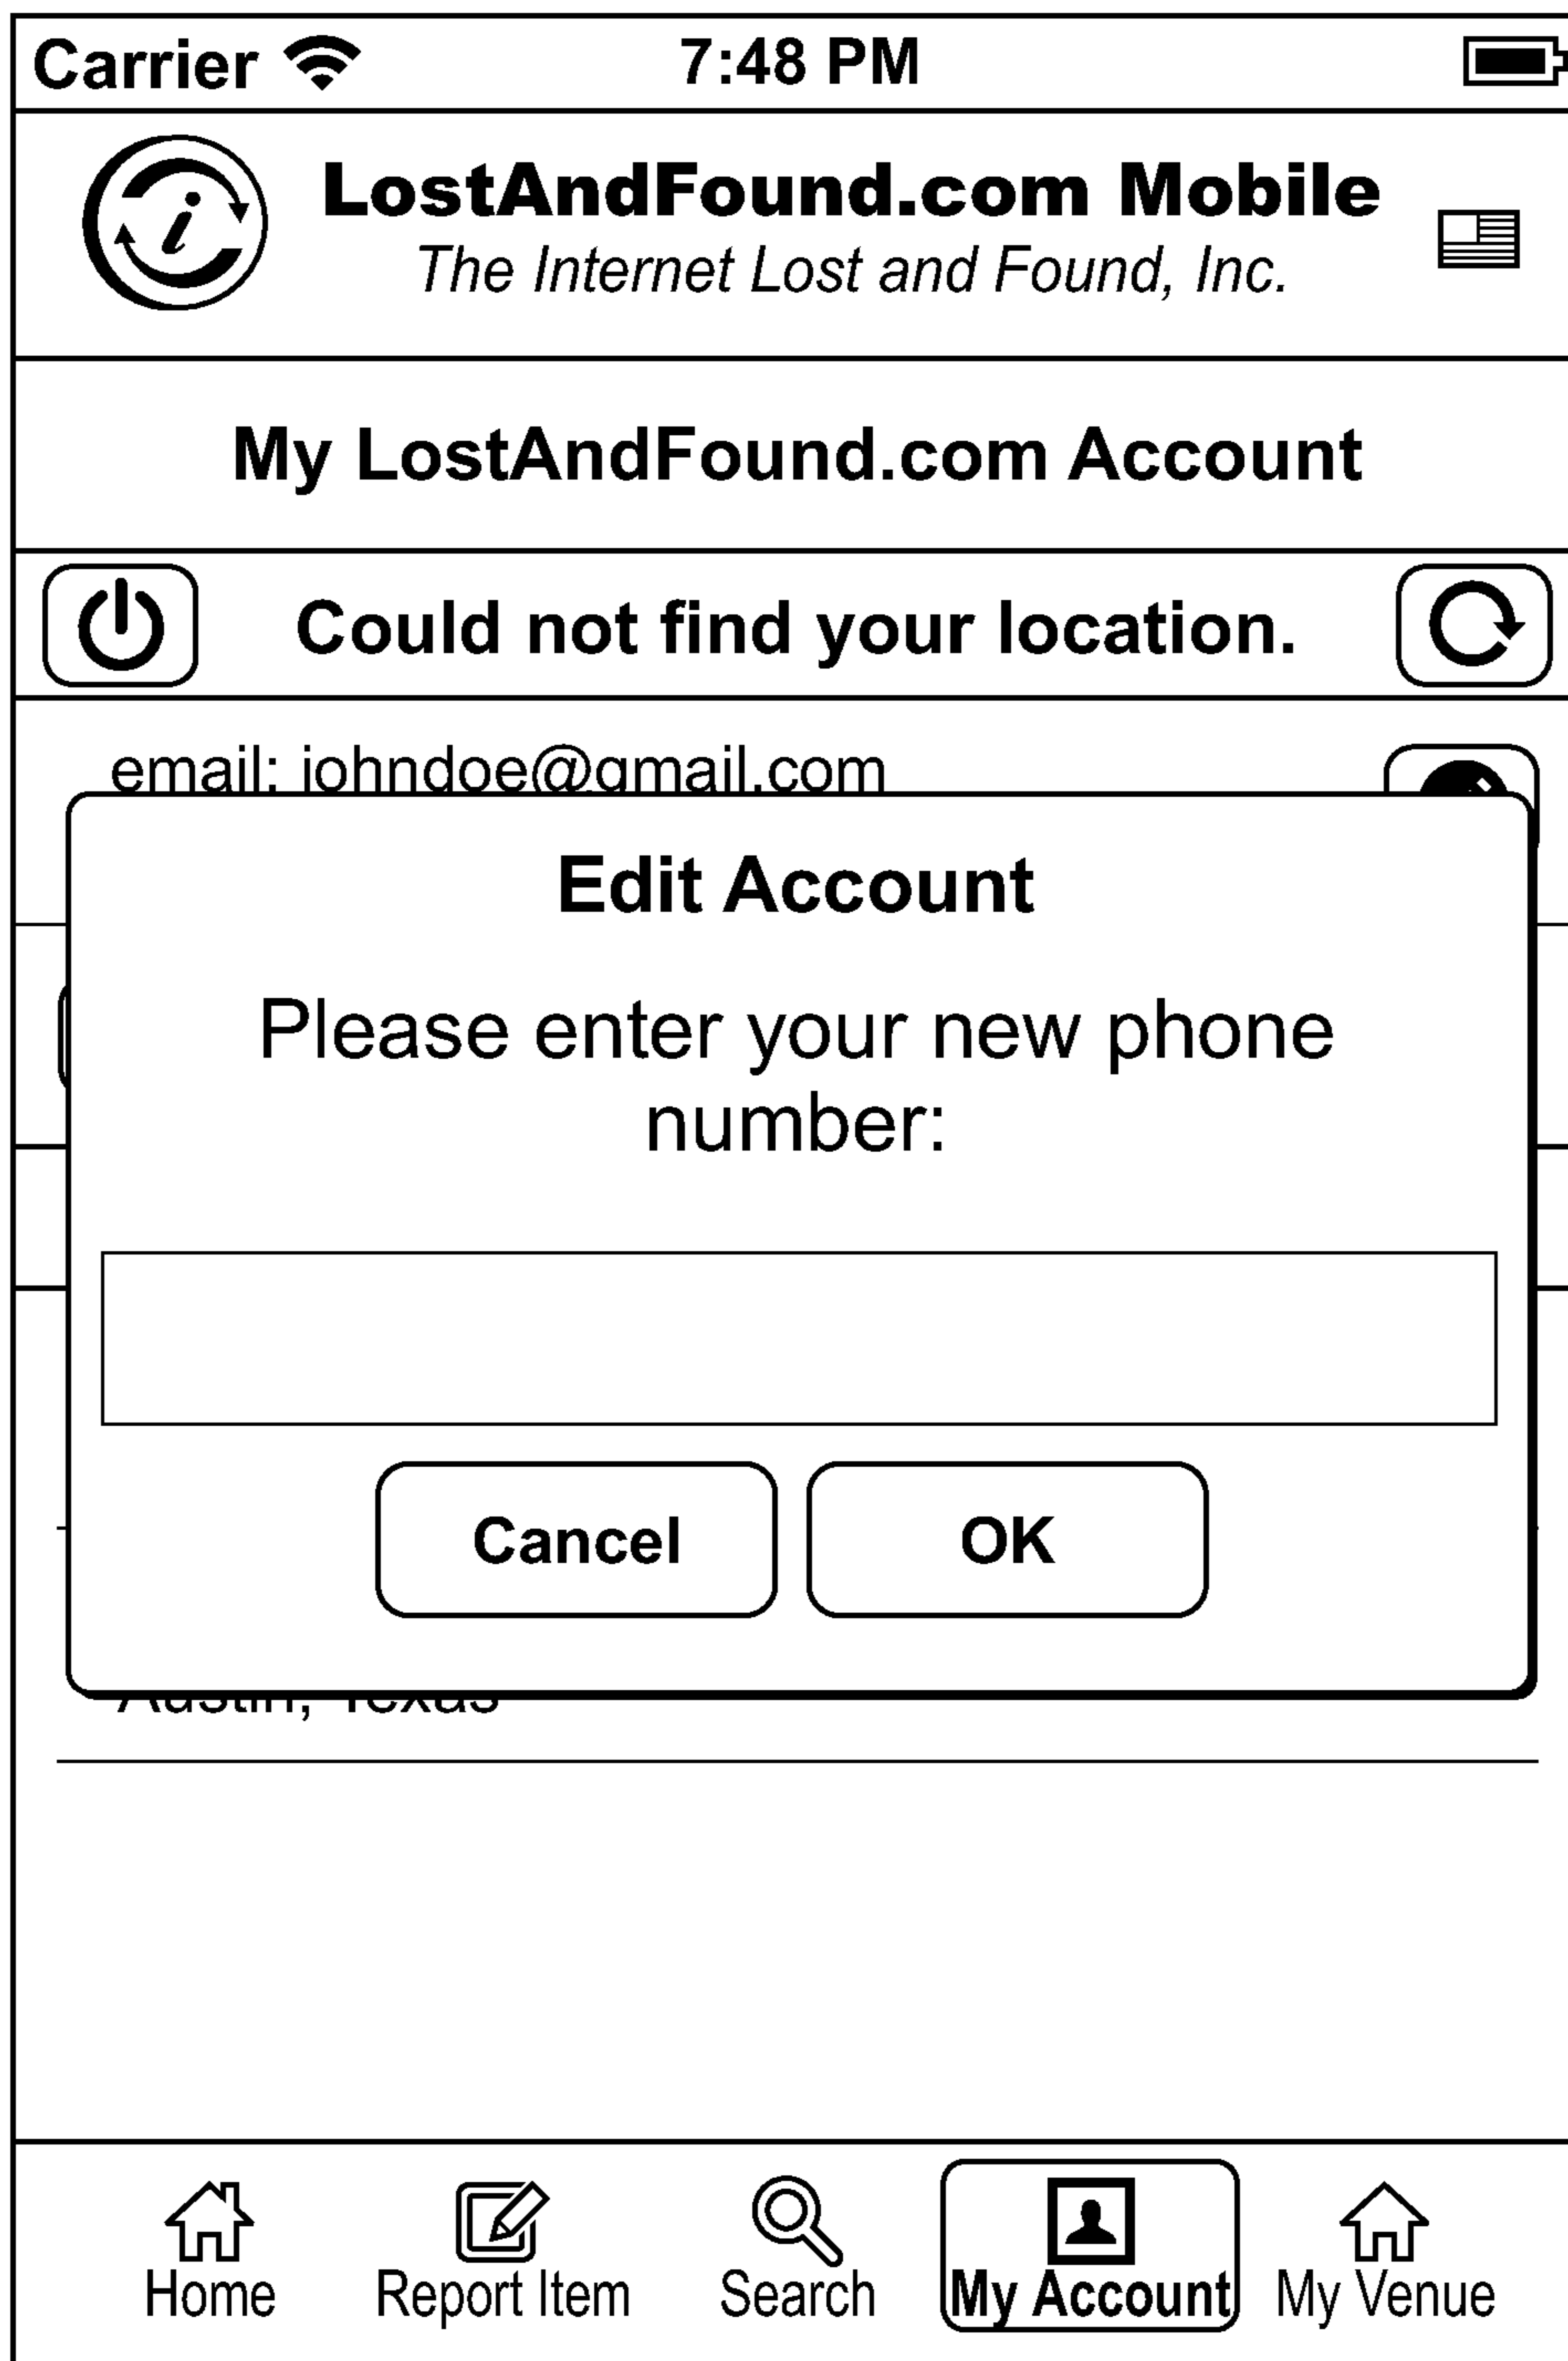 Carrier 7:48 PM
i
LostAndFound.com Mobile
The Internet Lost and Found, Inc.
My LostAndFound.com Account
Could not find your location.
email: johndoe@gmail.com
Edit Account
Please enter your new phone
number:
Cancel OK
Austin, Texas
Home Report Item Search My Account My Venue